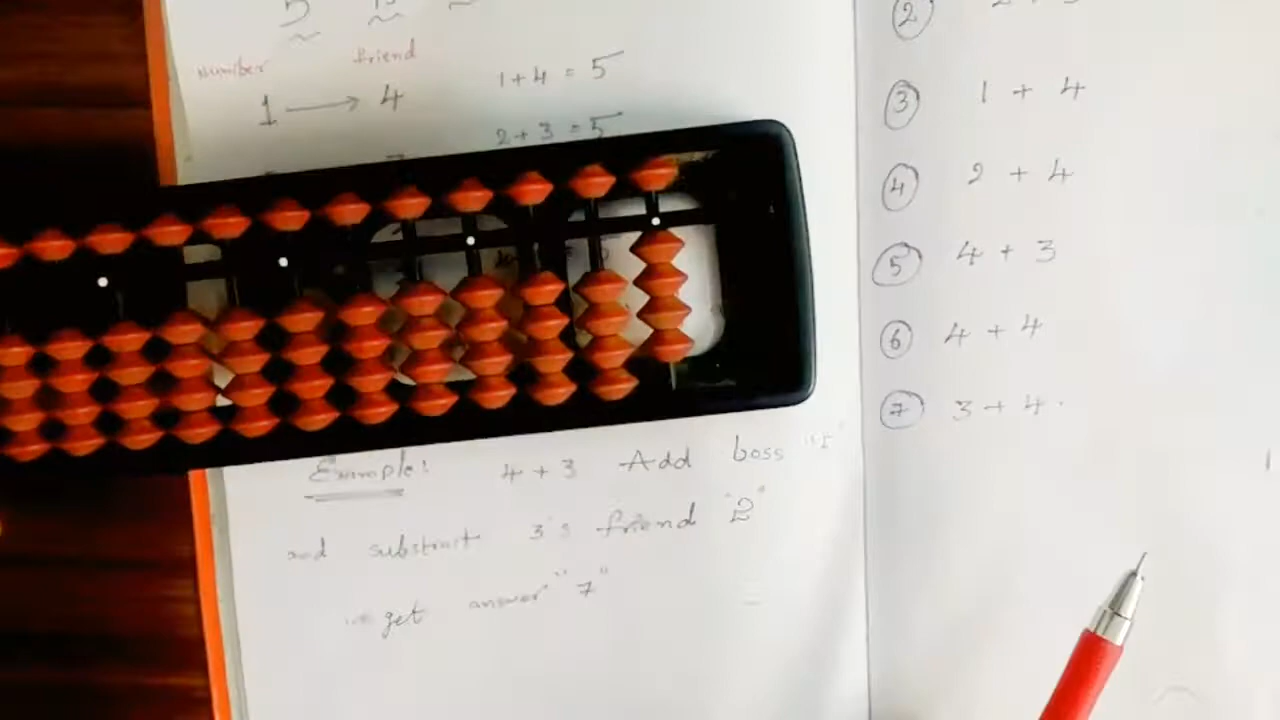 5
Number friend
1 → 4
1 + 4 = 5
2 + 3 = 5
Example: 4 + 3 Add boss "5"
and substract 3's friend "2"
get answer "7"
②
③ 1 + 4
④ 2 + 4
⑤ 4 + 3
⑥ 4 + 4
⑦ 3 + 4.